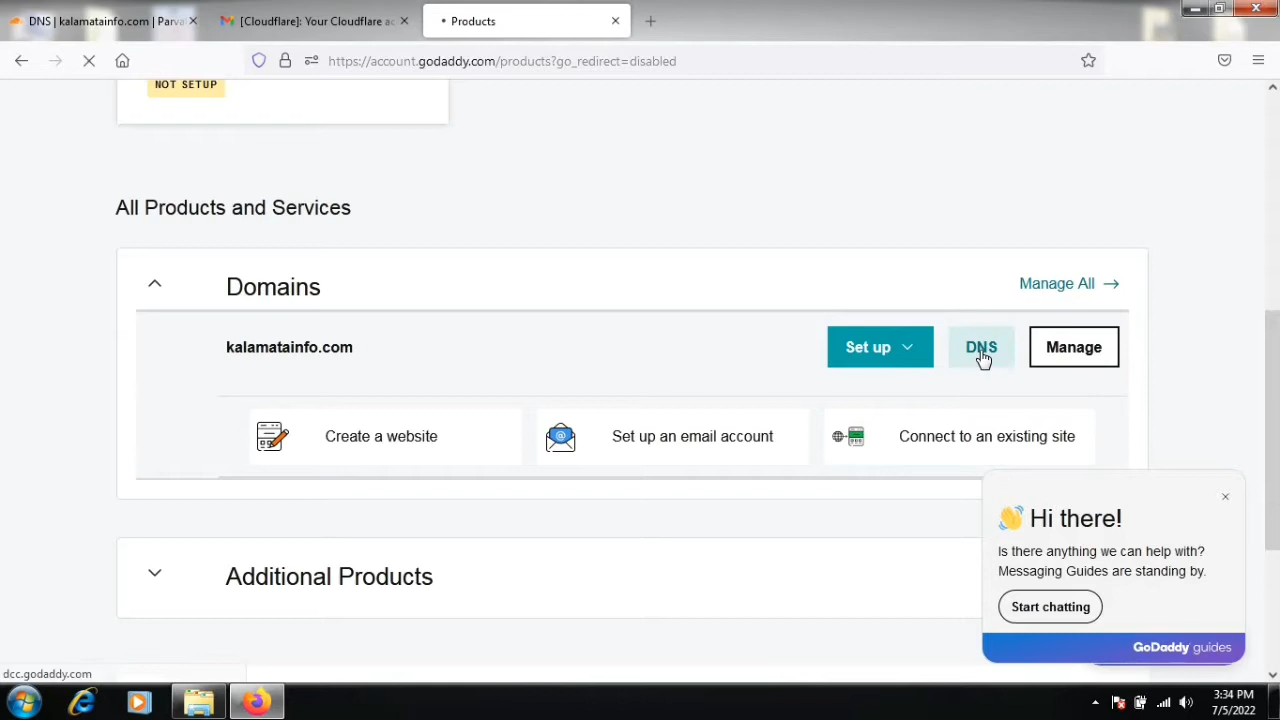 DNS | kalamatainfo.com | Parva
[Cloudflare]: Your Cloudflare ac
Products
https://account.godaddy.com/products?go_redirect=disabled
NOT SETUP
All Products and Services
Domains
Manage All →
kalamatainfo.com
Set up
DNS
Manage
Create a website
Set up an email account
Connect to an existing site
Additional Products
👋 Hi there!
Is there anything we can help with?
Messaging Guides are standing by.
Start chatting
GoDaddy guides
dcc.godaddy.com
3:34 PM
7/5/2022